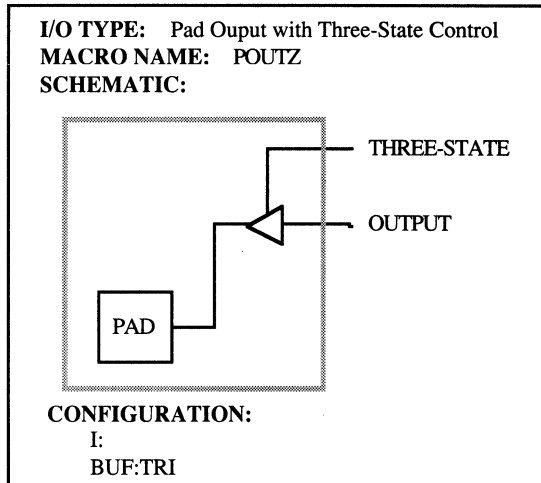 I/O TYPE: Pad Ouput with Three-State Control
MACRO NAME: POUTZ
SCHEMATIC:
THREE-STATE
OUTPUT
PAD
CONFIGURATION:
I:
BUF:TRI